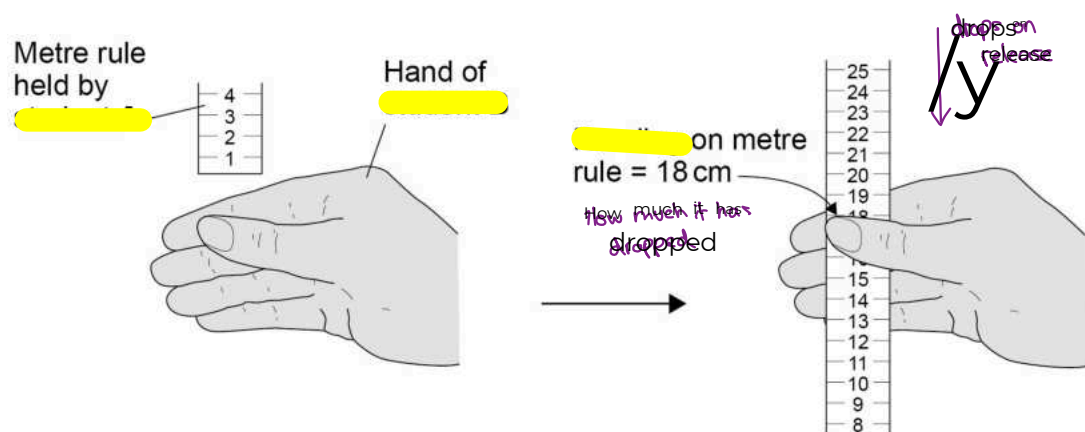 Metre rule
held by
4
3
2
1
Hand of
on metre
rule = 18 cm
How much it has
dropped
drops on
release
y
25
24
23
22
21
20
19
18
15
14
13
12
11
10
9
8